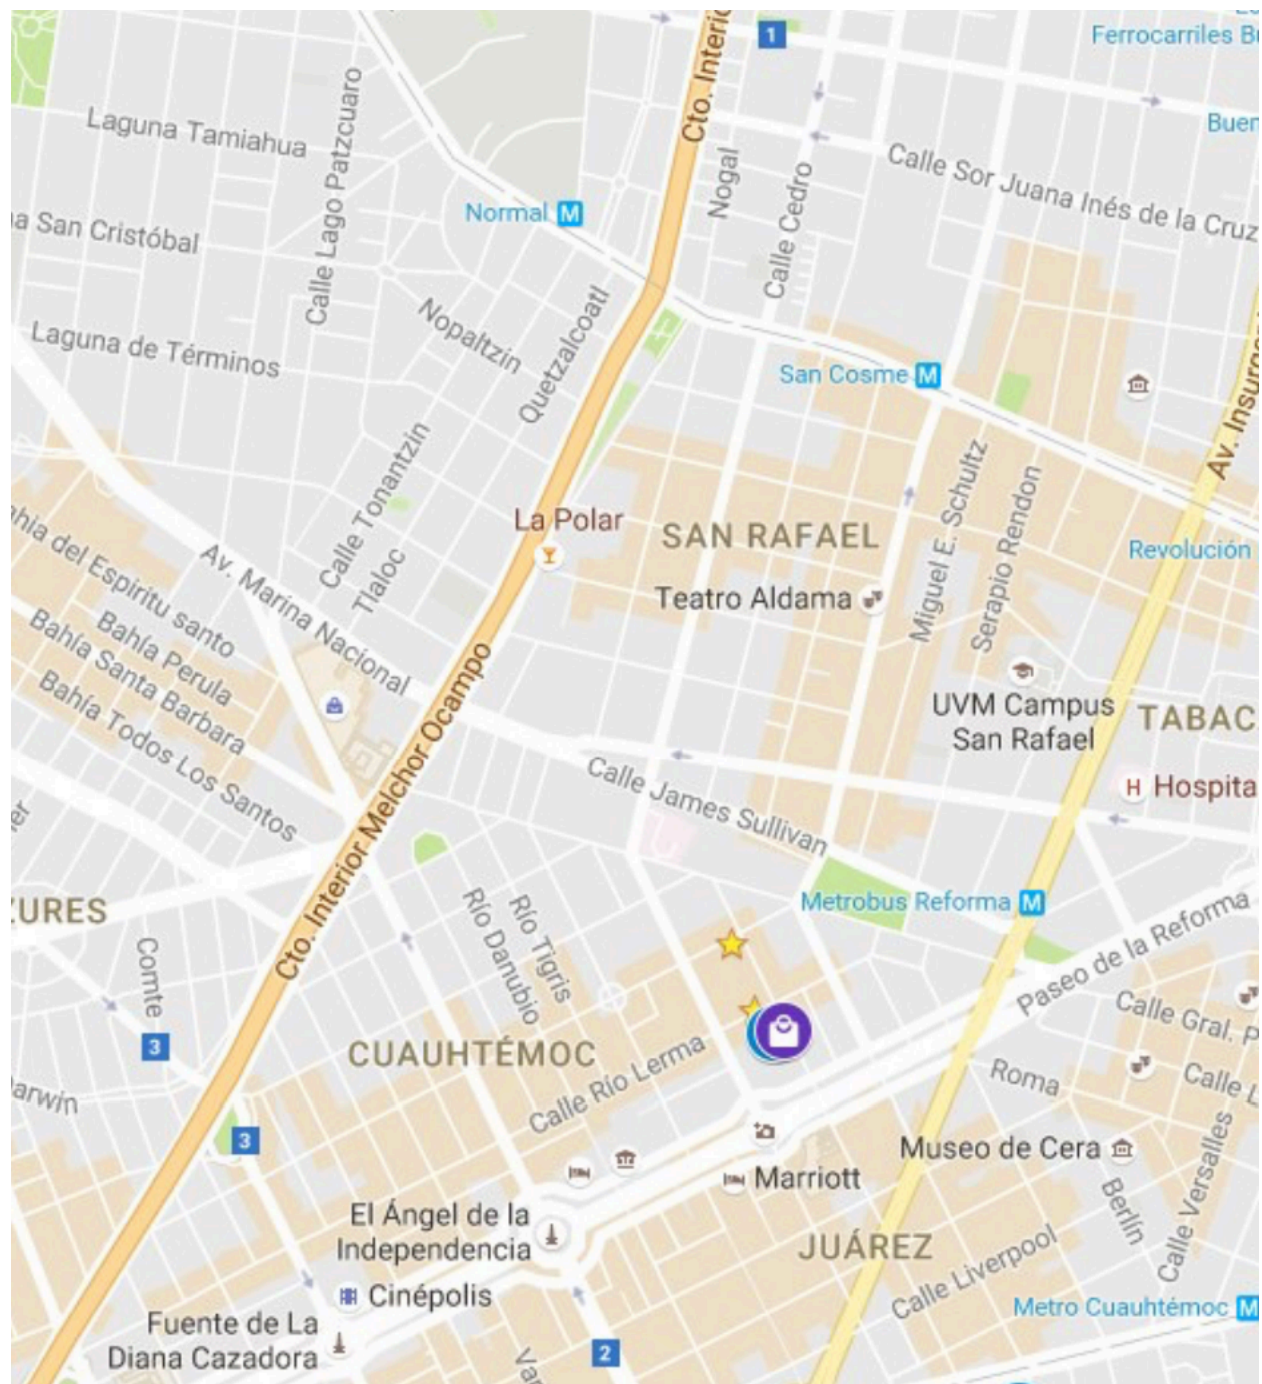 1
Ferrocarriles
Cto. Interi
Laguna Tamiahua
Calle Lago Patzcuaro
Buen
Nogal
Calle Cedro
Calle Sor Juana Inés de la Cruz
Normal M
San Cristóbal
Nopaltzin
Quetzalcoatl
Laguna de Términos
San Cosme M
Av. Insurgen
Calle Tonantzin
Miguel E. Schultz
Serapio Rendon
La Polar
SAN RAFAEL
Revolución
Bahia del Espiritu santo
Av. Marina Nacional
Tlaloc
Teatro Aldama
Bahía Perula
Bahía Santa Barbara
Bahía Todos Los Santos
Cto. Interior Melchor Ocampo
UVM Campus
San Rafael
TABAC
H Hospita
Calle James Sullivan
ZURES
Río Danubio
Río Tigris
Metrobus Reforma M
Paseo de la Reforma
Comte
3
CUAUHTÉMOC
Calle Río Lerma
Calle Gral. P
Roma
Calle L
Darwin
3
Museo de Cera
Marriott
Berlín
Calle Versalles
El Ángel de la
Independencia
JUÁREZ
Calle Liverpool
Cinépolis
Metro Cuauhtémoc M
Fuente de La
Diana Cazadora
2